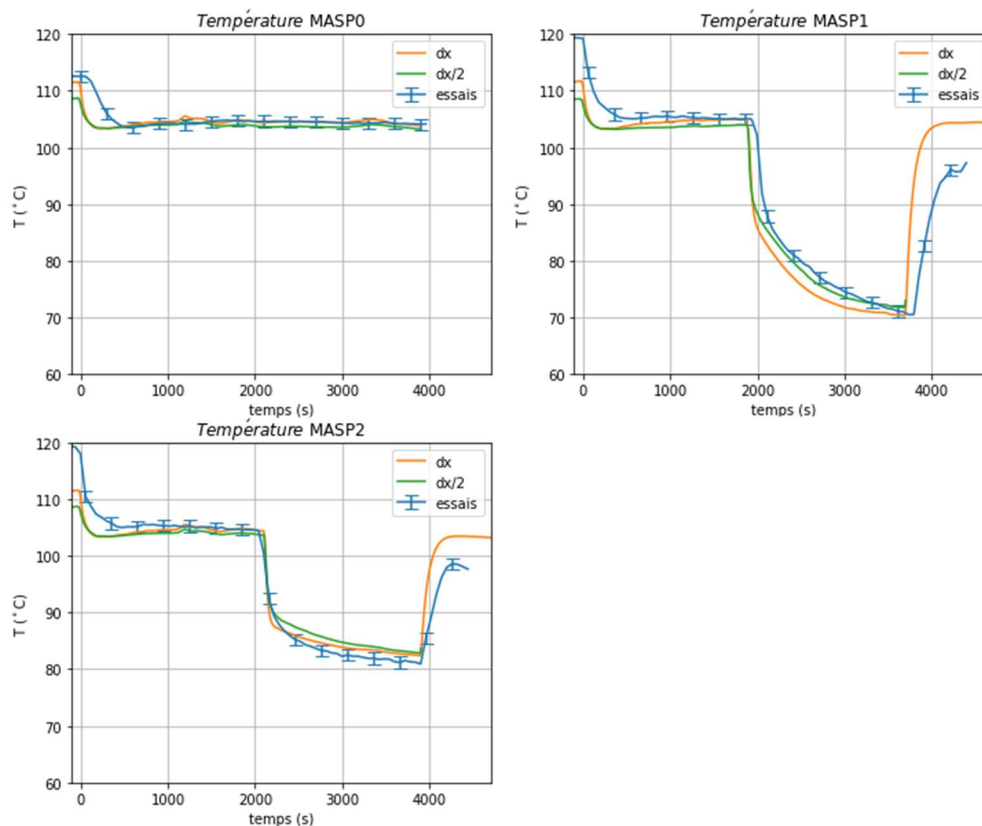 Température MASP0
120
110
100
90
80
70
60
T (°C)
0 1000 2000 3000 4000
temps (s)
dx
dx/2
essais
Température MASP1
120
110
100
90
80
70
60
T (°C)
0 1000 2000 3000 4000
temps (s)
dx
dx/2
essais
Température MASP2
120
110
100
90
80
70
60
T (°C)
0 1000 2000 3000 4000
temps (s)
dx
dx/2
essais